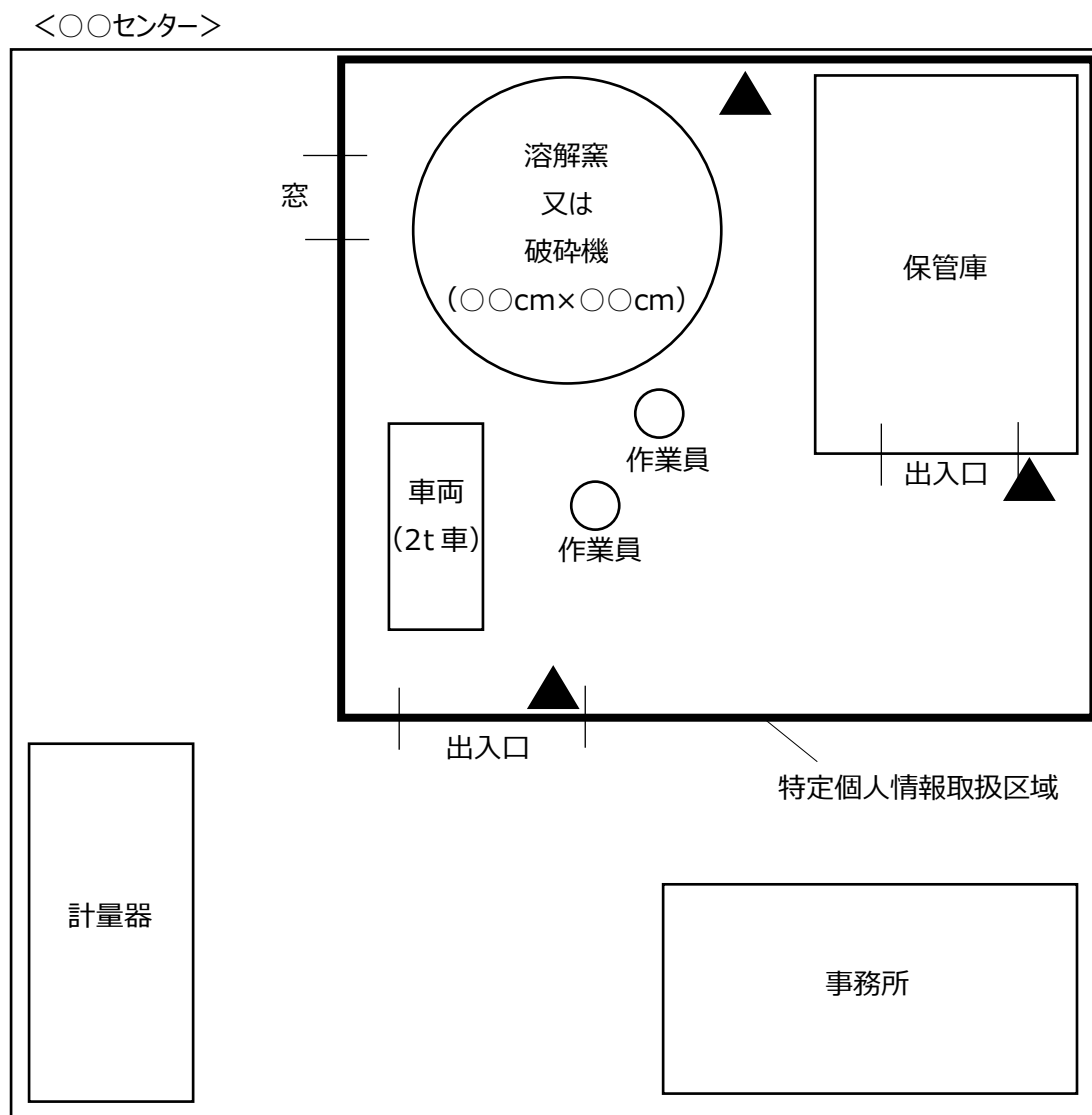 <○○センター>
溶解窯
又は
破砕機
(○○cm×○○cm)
窓
保管庫
作業員
出入口
車両
(2t 車)
作業員
出入口
特定個人情報取扱区域
計量器
事務所